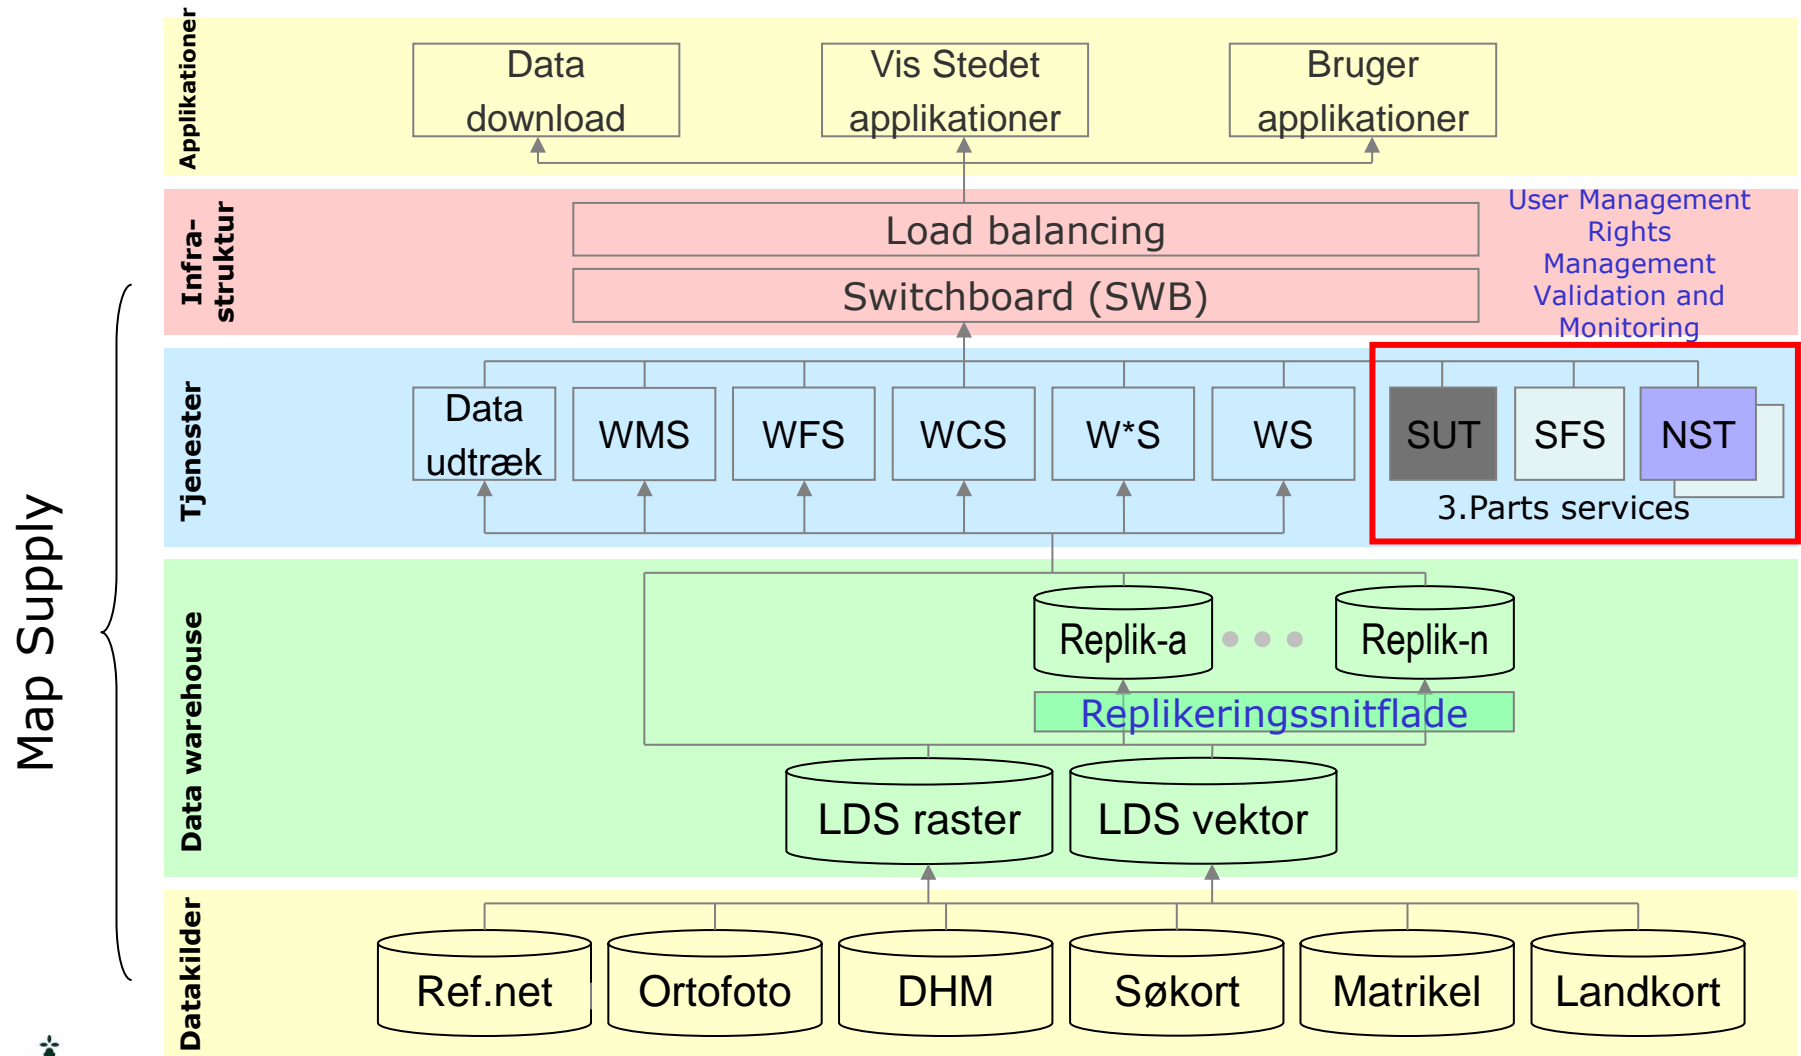 Applikationer
Data
download
Vis Stedet
applikationer
Bruger
applikationer
Infra-
struktur
Load balancing
Switchboard (SWB)
User Management
Rights
Management
Validation and
Monitoring
Map Supply
Tjenester
Data
udtræk
WMS
WFS
WCS
W*S
WS
SUT
SFS
NST
3.Parts services
Data warehouse
Replik-a
Replik-n
Replikeringssnitflade
LDS raster
LDS vektor
Datakilder
Ref.net
Ortofoto
DHM
Søkort
Matrikel
Landkort